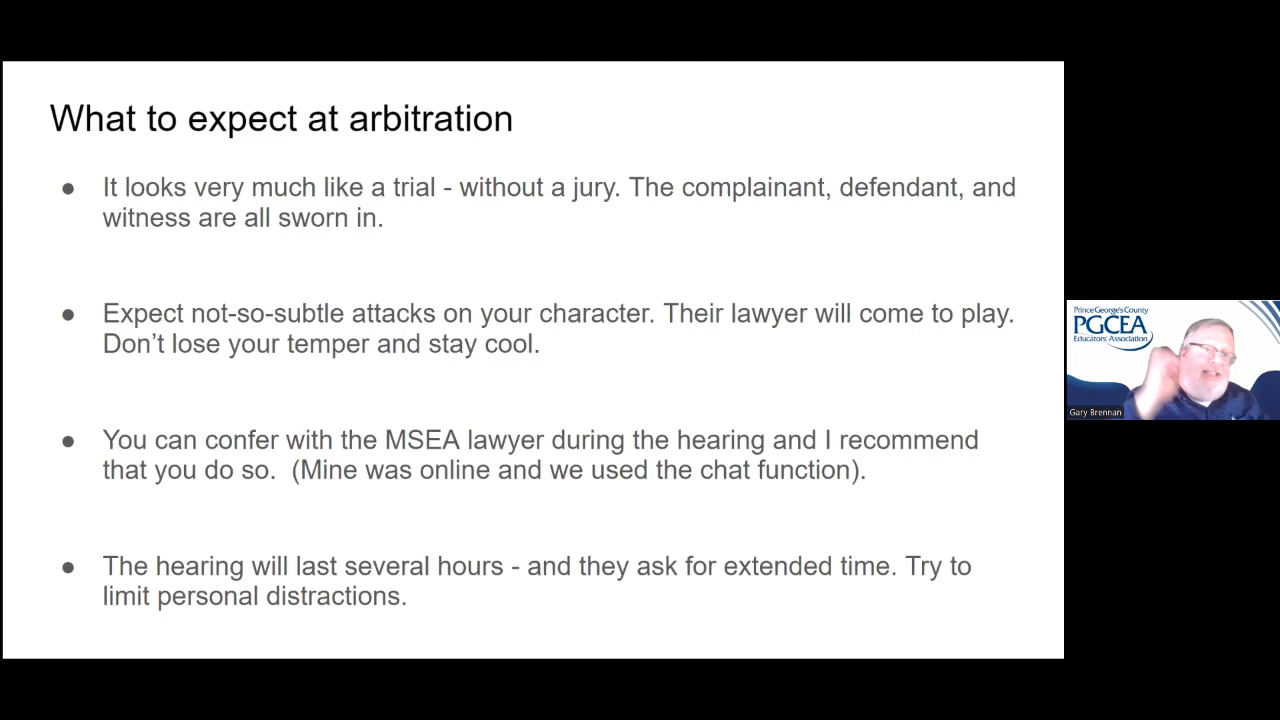 What to expect at arbitration
● It looks very much like a trial - without a jury. The complainant, defendant, and
witness are all sworn in.
● Expect not-so-subtle attacks on your character. Their lawyer will come to play.
Don’t lose your temper and stay cool.
● You can confer with the MSEA lawyer during the hearing and I recommend
that you do so.  (Mine was online and we used the chat function).
● The hearing will last several hours - and they ask for extended time. Try to
limit personal distractions.
Prince George's County
PGCEA
Educators' Association
Gary Brennan